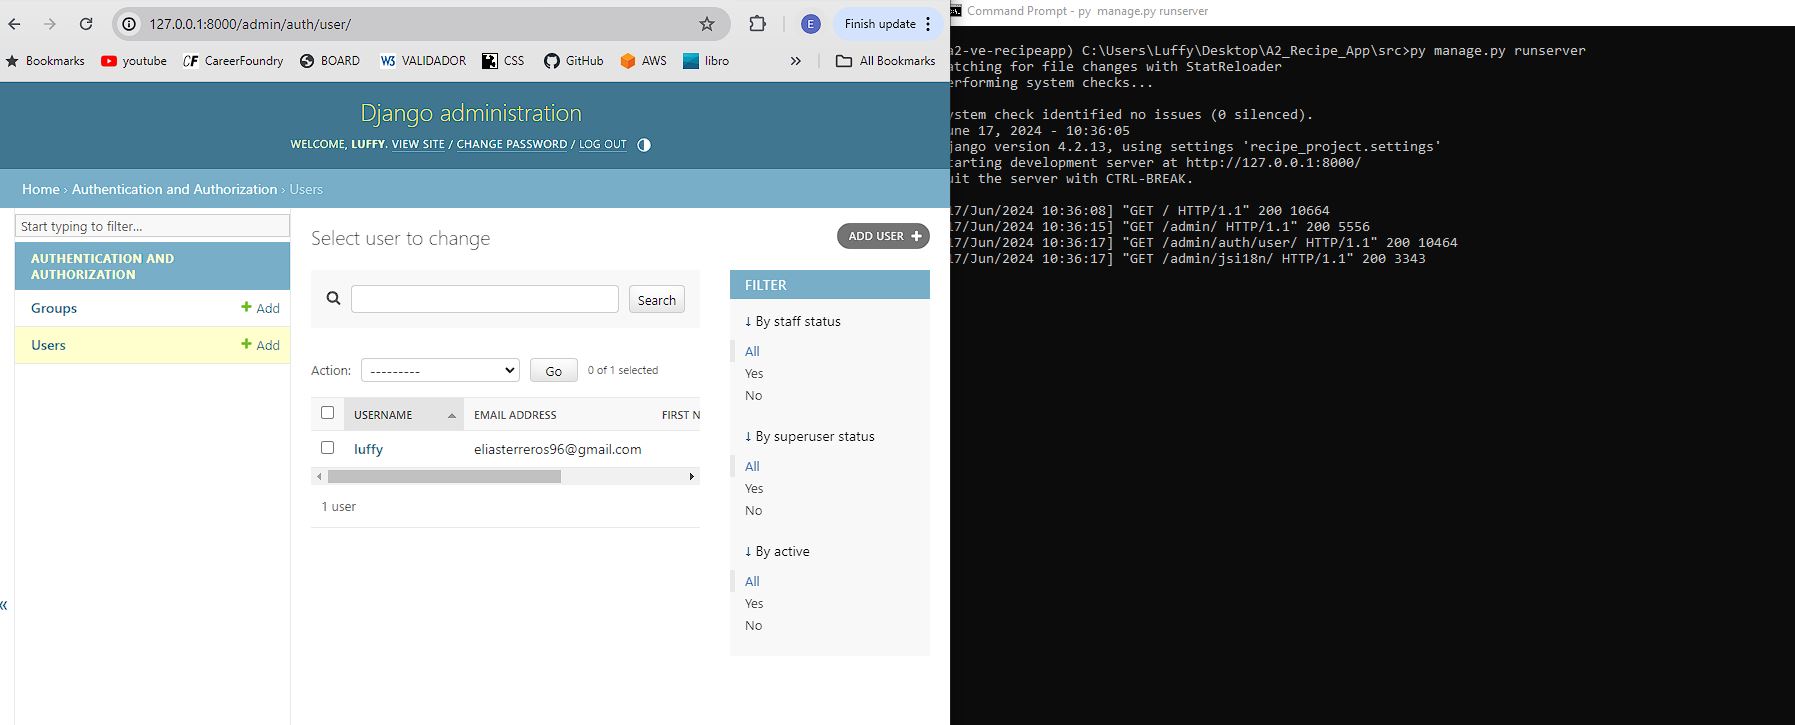 127.0.0.1:8000/admin/auth/user/
E
Finish update
Bookmarks
youtube
CF CareerFoundry
BOARD
W3 VALIDADOR
CSS
GitHub
AWS
libro
»
All Bookmarks
Django administration
WELCOME, LUFFY. VIEW SITE / CHANGE PASSWORD / LOG OUT
Home › Authentication and Authorization › Users
Start typing to filter...
AUTHENTICATION AND
AUTHORIZATION
Groups + Add
Users + Add
«
Select user to change
ADD USER +
Search
Action: --------- Go 0 of 1 selected
USERNAME EMAIL ADDRESS FIRST N
luffy eliasterreros96@gmail.com
1 user
FILTER
↓ By staff status
All
Yes
No
↓ By superuser status
All
Yes
No
↓ By active
All
Yes
No
Command Prompt - py manage.py runserver
a2-ve-recipeapp) C:\Users\Luffy\Desktop\A2_Recipe_App\src>py manage.py runserver
atching for file changes with StatReloader
erforming system checks...
ystem check identified no issues (0 silenced).
une 17, 2024 - 10:36:05
jango version 4.2.13, using settings 'recipe_project.settings'
tarting development server at http://127.0.0.1:8000/
uit the server with CTRL-BREAK.
17/Jun/2024 10:36:08] "GET / HTTP/1.1" 200 10664
17/Jun/2024 10:36:15] "GET /admin/ HTTP/1.1" 200 5556
17/Jun/2024 10:36:17] "GET /admin/auth/user/ HTTP/1.1" 200 10464
17/Jun/2024 10:36:17] "GET /admin/jsi18n/ HTTP/1.1" 200 3343